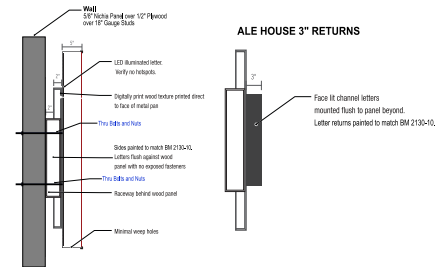 Wall
5/8" Nichia Panel over 1/2" Plywood
over 18" Gauge Studs
ALE HOUSE 3" RETURNS
3"
2"
2"
LED illuminated letter.
Verify no hotspots.
Digitally print wood texture printed direct
to face of metal pan
Thru Bolts and Nuts
Sides painted to match BM 2130-10.
Letters flush against wood
panel with no exposed fasteners
Thru Bolts and Nuts
Raceway behind wood panel
Minimal weep holes
3"
Face lit channel letters
mounted flush to panel beyond.
Letter returns painted to match BM 2130-10.